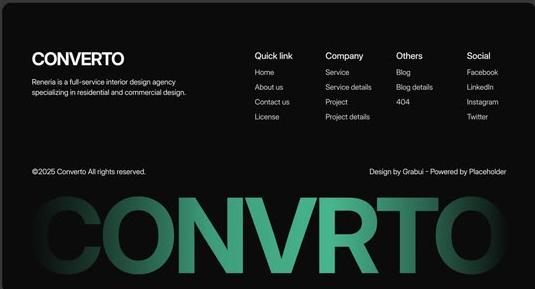 CONVERTO
Reneria is a full-service interior design agency
specializing in residential and commercial design.
Quick link
Home
About us
Contact us
License
Company
Service
Service details
Project
Project details
Others
Blog
Blog details
404
Social
Facebook
LinkedIn
Instagram
Twitter
©2025 Converto All rights reserved.
Design by Grabui - Powered by Placeholder
CONVRTO